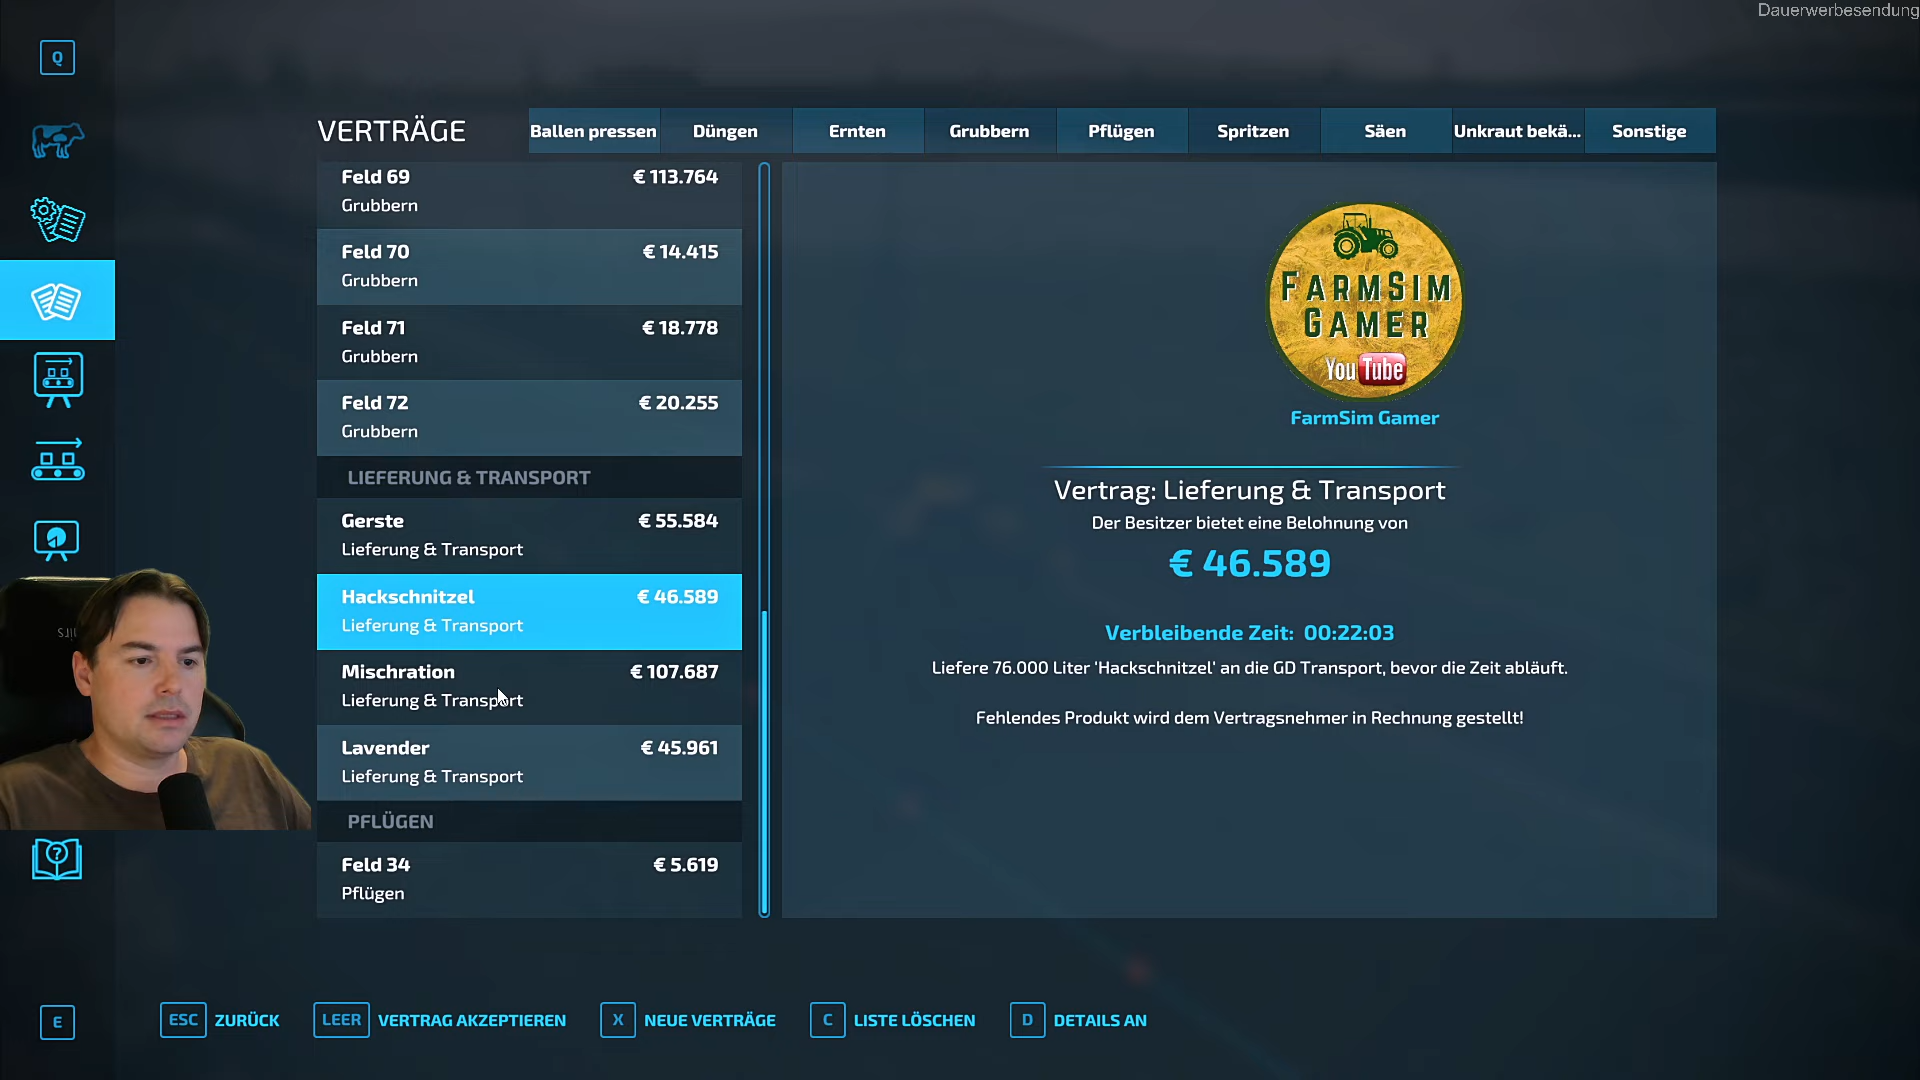 Dauerwerbesendung
Q
VERTRÄGE
Ballen pressen
Düngen
Ernten
Grubbern
Pflügen
Spritzen
Säen
Unkraut bekä...
Sonstige
Feld 69 € 113.764
Grubbern
Feld 70 € 14.415
Grubbern
Feld 71 € 18.778
Grubbern
Feld 72 € 20.255
Grubbern
LIEFERUNG & TRANSPORT
Gerste € 55.584
Lieferung & Transport
Hackschnitzel € 46.589
Lieferung & Transport
Mischration € 107.687
Lieferung & Transport
Lavender € 45.961
Lieferung & Transport
PFLÜGEN
Feld 34 € 5.619
Pflügen
FARMSIM
GAMER
YouTube
FarmSim Gamer
Vertrag: Lieferung & Transport
Der Besitzer bietet eine Belohnung von
€ 46.589
Verbleibende Zeit: 00:22:03
Liefere 76.000 Liter 'Hackschnitzel' an die GD Transport, bevor die Zeit abläuft.
Fehlendes Produkt wird dem Vertragsnehmer in Rechnung gestellt!
E
ESC ZURÜCK
LEER VERTRAG AKZEPTIEREN
X NEUE VERTRÄGE
C LISTE LÖSCHEN
D DETAILS AN